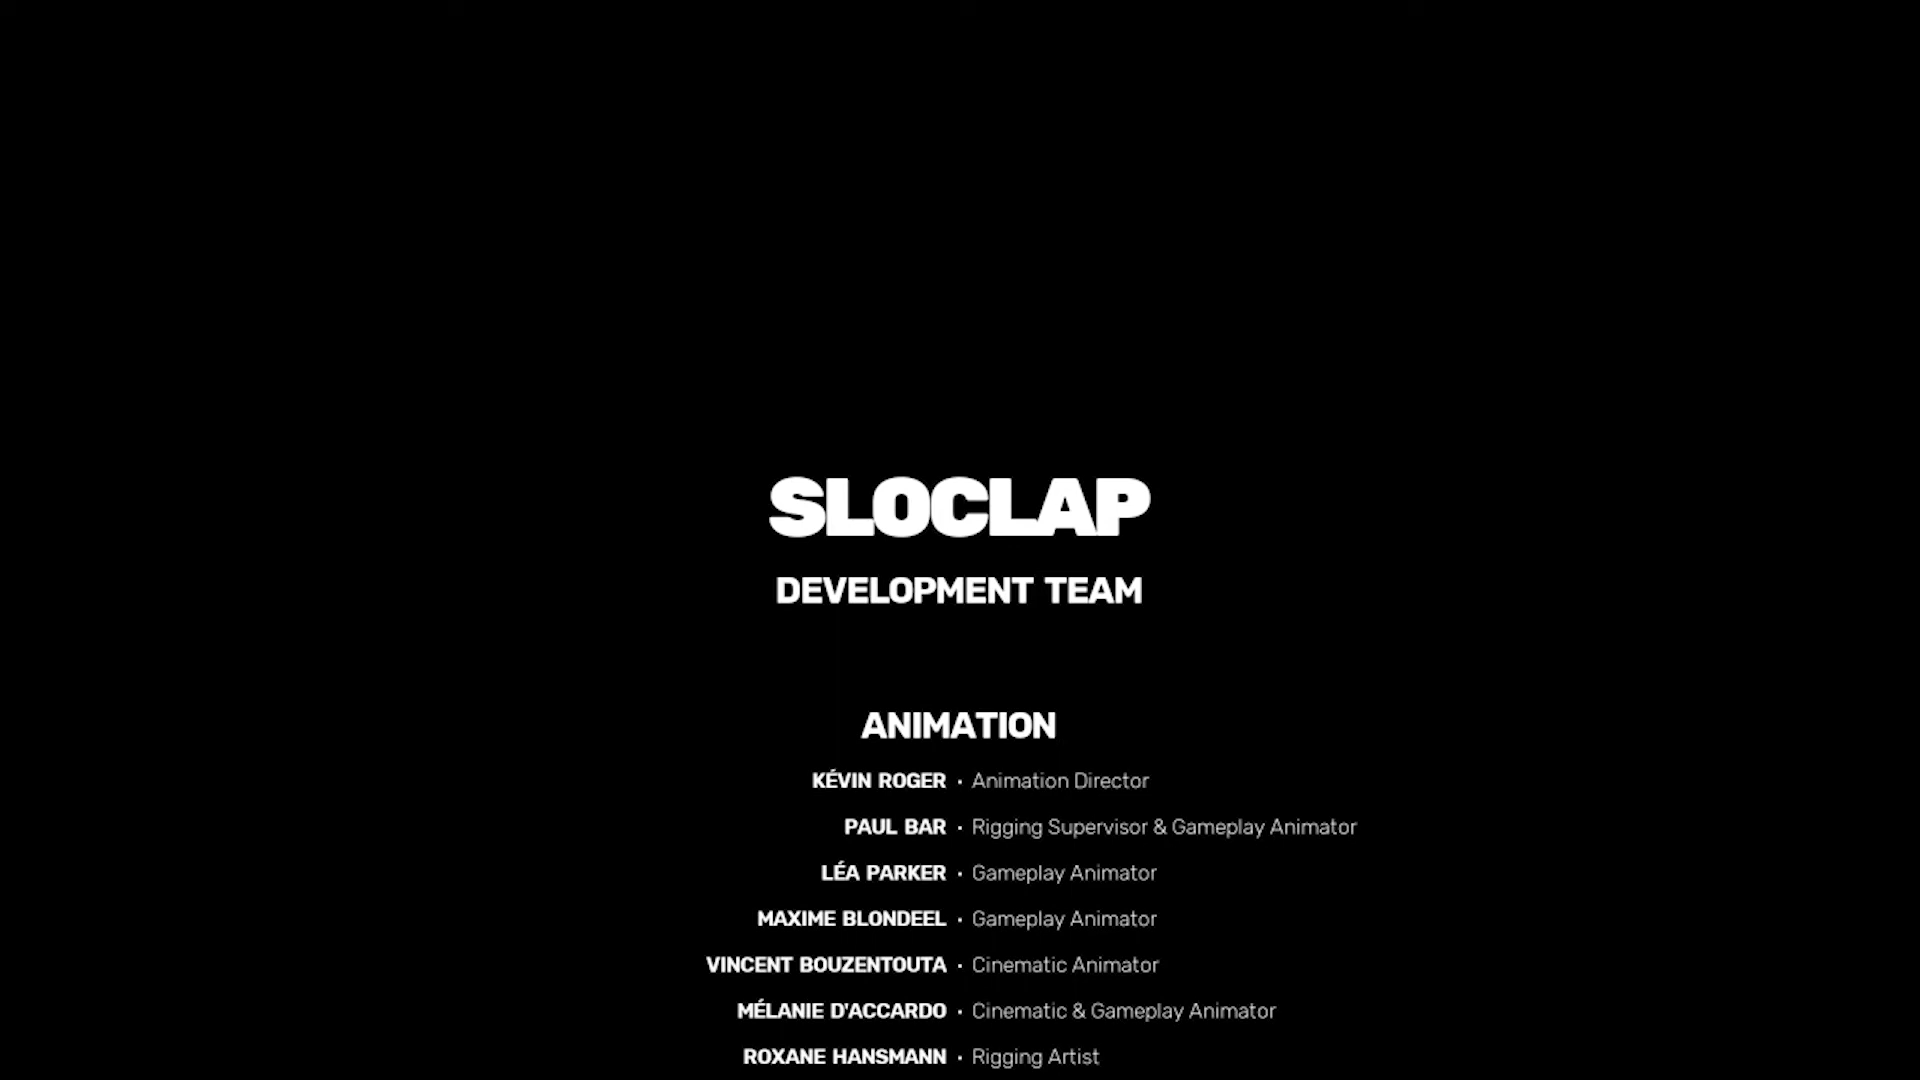 SLOCLAP
DEVELOPMENT TEAM
ANIMATION
KÉVIN ROGER · Animation Director
PAUL BAR · Rigging Supervisor & Gameplay Animator
LÉA PARKER · Gameplay Animator
MAXIME BLONDEEL · Gameplay Animator
VINCENT BOUZENTOUTA · Cinematic Animator
MÉLANIE D'ACCARDO · Cinematic & Gameplay Animator
ROXANE HANSMANN · Rigging Artist